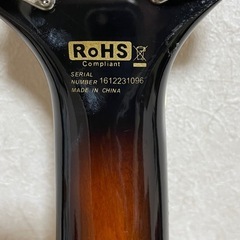 RoHS
Compliant
SERIAL
NUMBER 1612231096
MADE IN CHINA